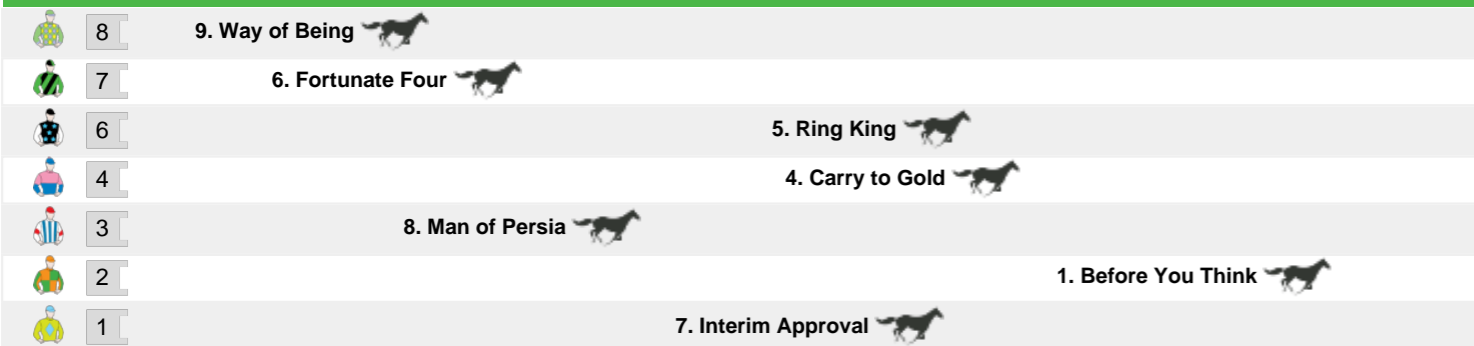 8 9. Way of Being
7 6. Fortunate Four
6 5. Ring King
4 4. Carry to Gold
3 8. Man of Persia
2 1. Before You Think
1 7. Interim Approval